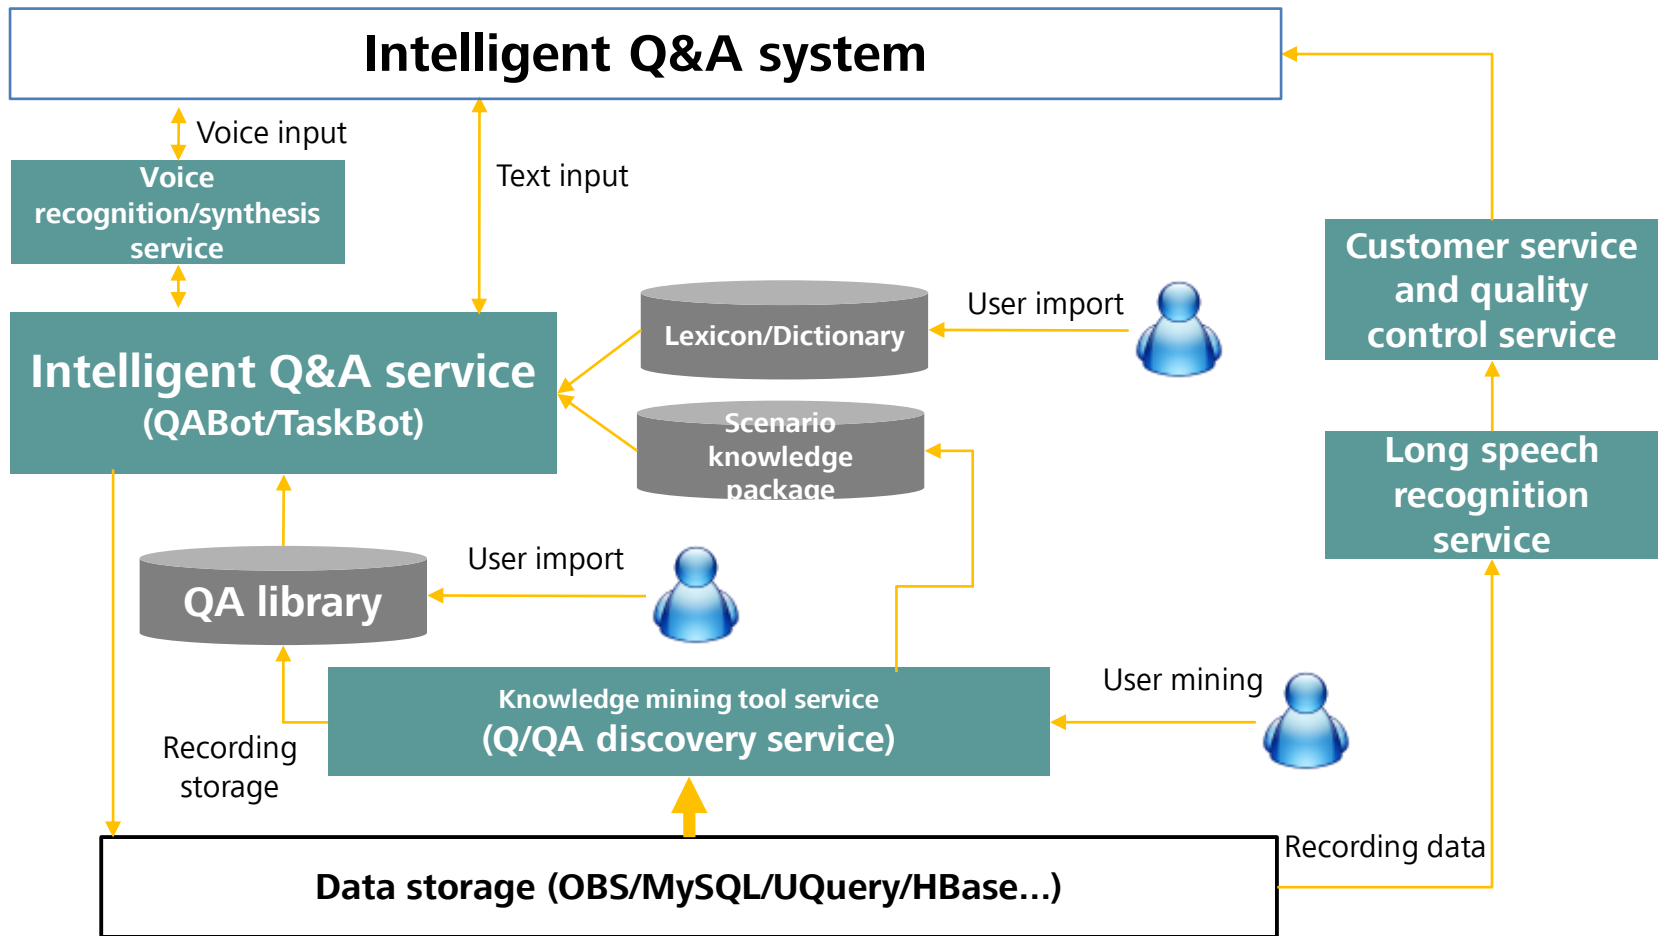 Intelligent Q&A system
Voice input
Text input
Voice
recognition/synthesis
service
Customer service
and quality
control service
User import
Lexicon/Dictionary
Intelligent Q&A service
(QABot/TaskBot)
Scenario
knowledge
package
Long speech
recognition
service
User import
QA library
User mining
Knowledge mining tool service
(Q/QA discovery service)
Recording
storage
Recording data
Data storage (OBS/MySQL/UQuery/HBase...)